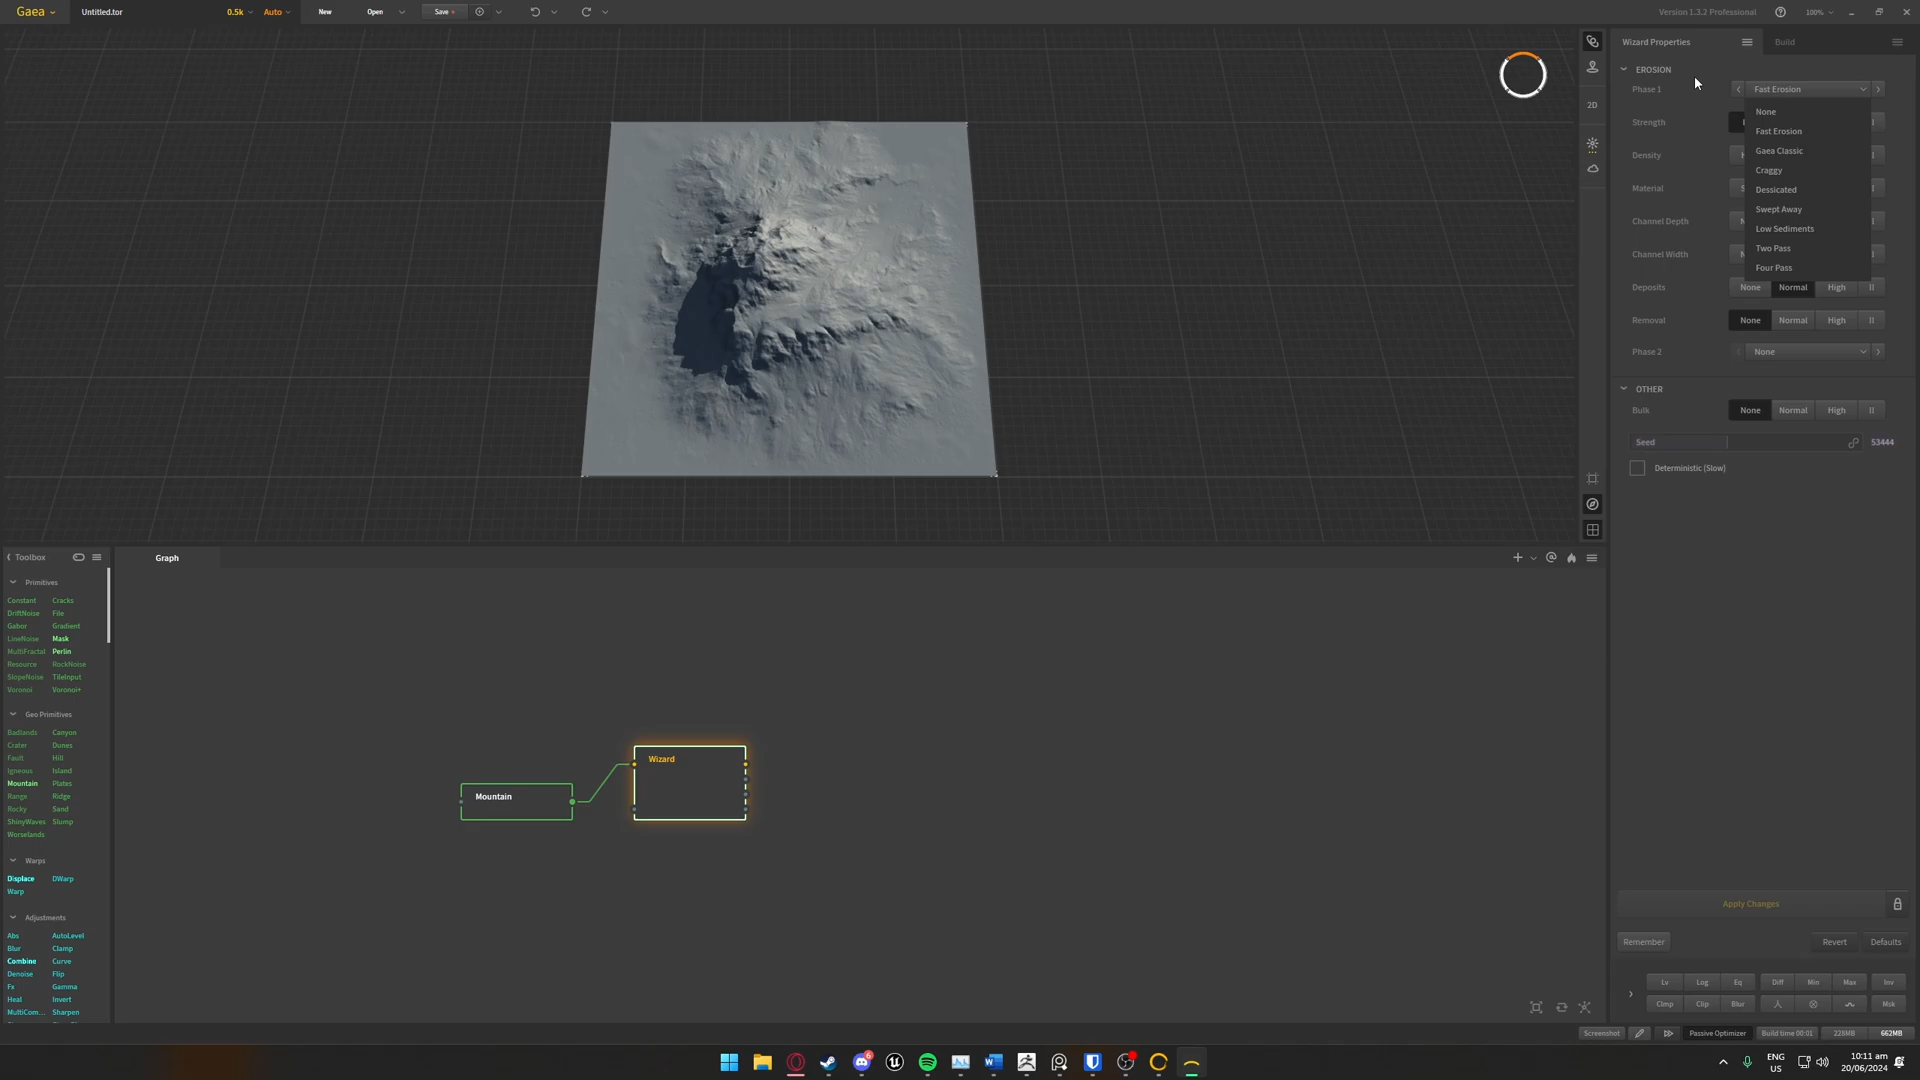 Gaea
Untitled.tor
0.5k
Auto
New
Open
Save
Version 1.3.2 Professional
100%
Wizard Properties
Build
EROSION
Phase 1
Fast Erosion
None
Fast Erosion
Gaea Classic
Craggy
Dessicated
Swept Away
Low Sediments
Two Pass
Four Pass
Strength
Density
Material
Channel Depth
Channel Width
Deposits
None Normal High
Removal
None Normal High
Phase 2
None
OTHER
Bulk
None Normal High
Seed
53444
Deterministic (Slow)
2D
Toolbox
Graph
Primitives
Constant Cracks
DriftNoise File
Gabor Gradient
LineNoise Mask
MultiFractal Perlin
Resource RockNoise
SlopeNoise TileInput
Voronoi Voronoi+
Geo Primitives
Badlands Canyon
Crater Dunes
Fault Hill
Igneous Island
Mountain Plates
Range Ridge
Rocky Sand
ShinyWaves Slump
Worselands
Warps
Displace DWarp
Warp
Adjustments
Abs AutoLevel
Blur Clamp
Combine Curve
Denoise Flip
Fx Gamma
Heal Invert
MultiCom... Sharpen
Mountain
Wizard
Apply Changes
Remember
Revert
Defaults
Lv Log Eq Diff Min Max Inv
Clmp Clip Blur Msk
Screenshot
Passive Optimizer
Build time 00:01
228MB
662MB
6
ENG
US
10:11 am
20/06/2024